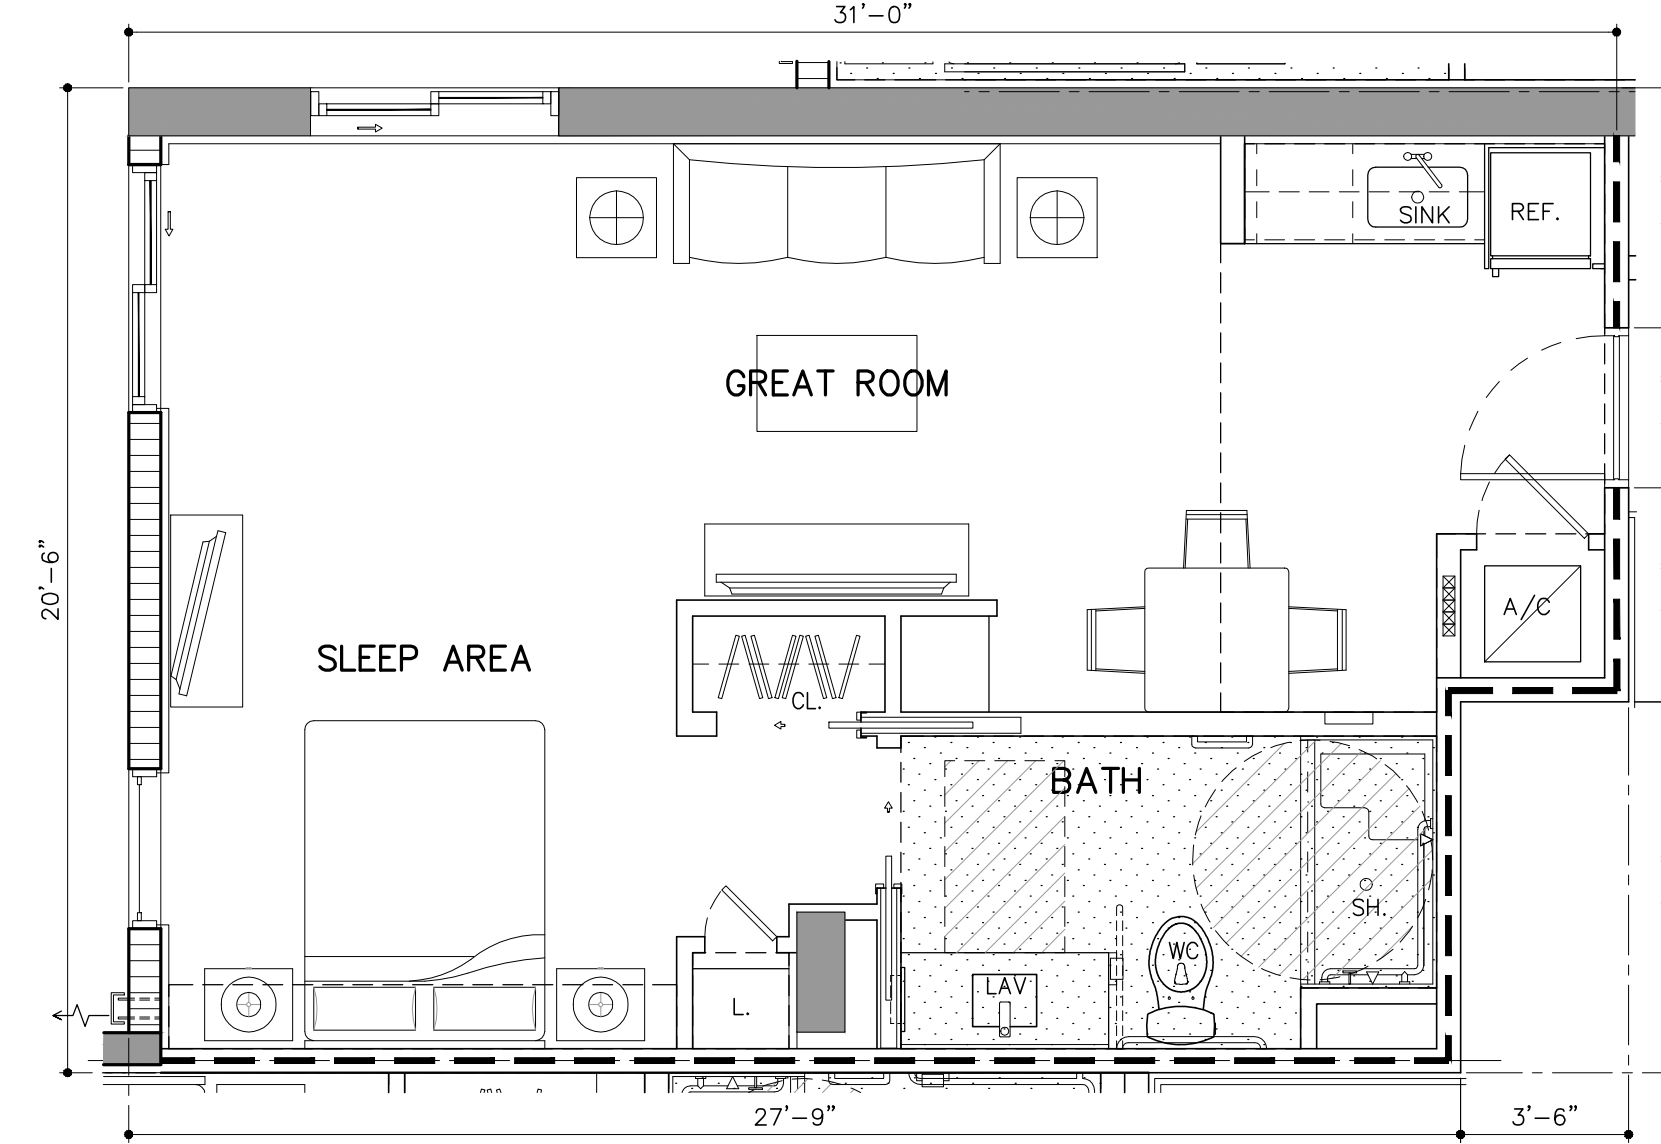 31'-0"
SINK
REF.
GREAT ROOM
20'-6"
A/C
SLEEP AREA
CL.
BATH
SH.
WC
LAV
L.
27'-9"
3'-6"